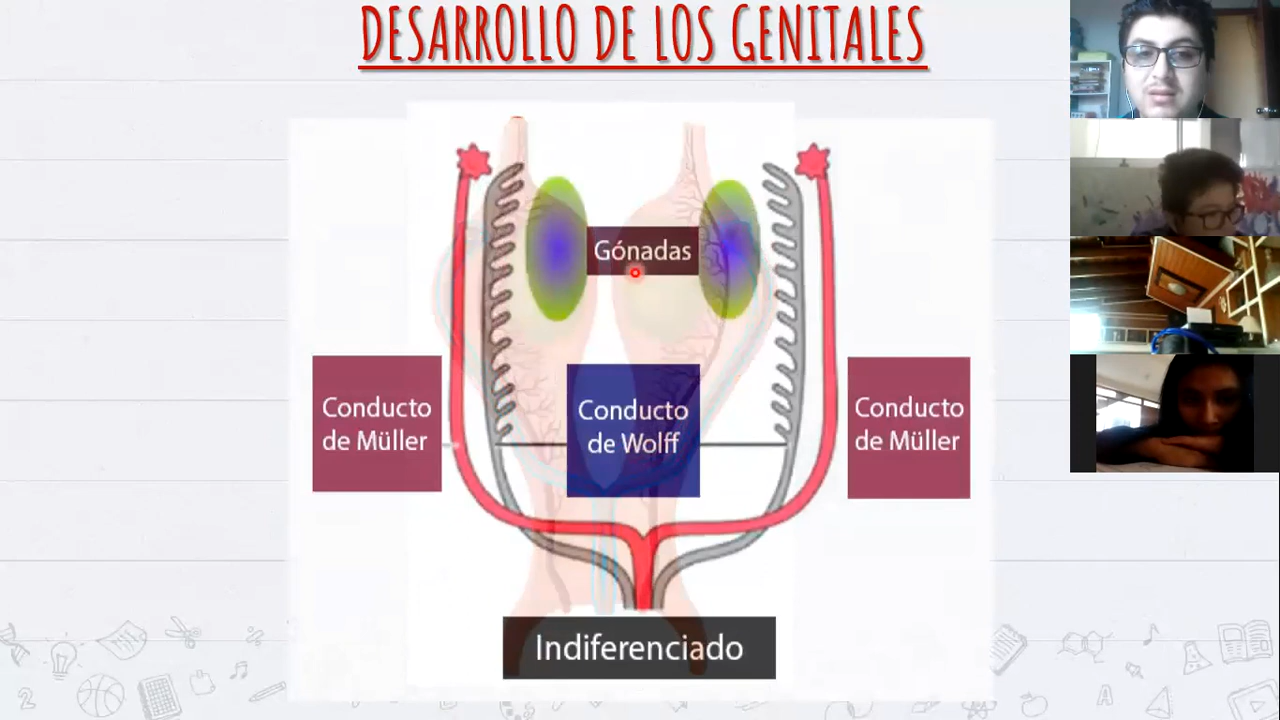 DESARROLLO DE LOS GENITALES
Gónadas
Conducto
de Müller
Conducto
de Wolff
Conducto
de Müller
Indiferenciado